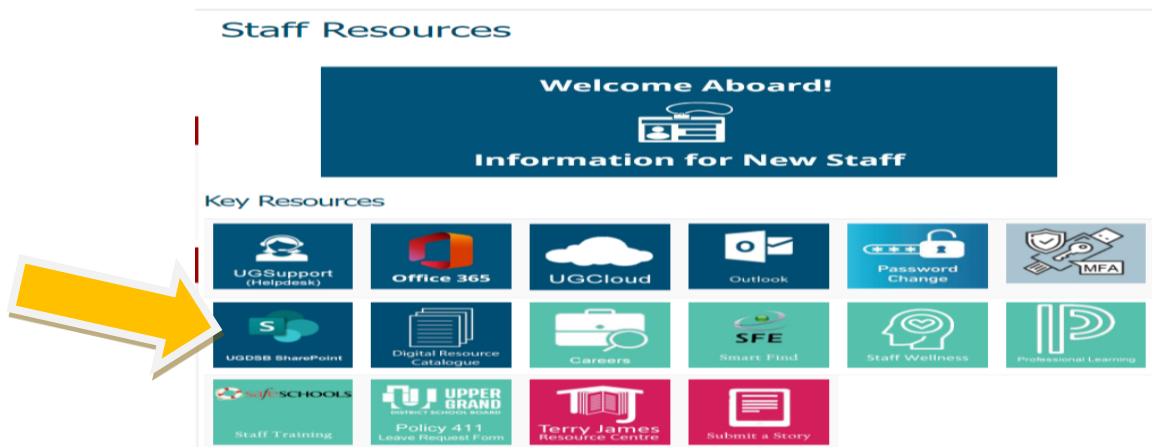 Staff Resources
Welcome Aboard!
Information for New Staff
Key Resources
UGSupport
(Helpdesk)
Office 365
UGCloud
Outlook
Password
Change
MFA
S
UGDSB SharePoint
Digital Resource
Catalogue
Careers
SFE
Smart Find
Staff Wellness
Professional Learning
safeSCHOOLS
Staff Training
UPPER
GRAND
DISTRICT SCHOOL BOARD
Policy 411
Leave Request Form
Terry James
Resource Centre
Submit a Story